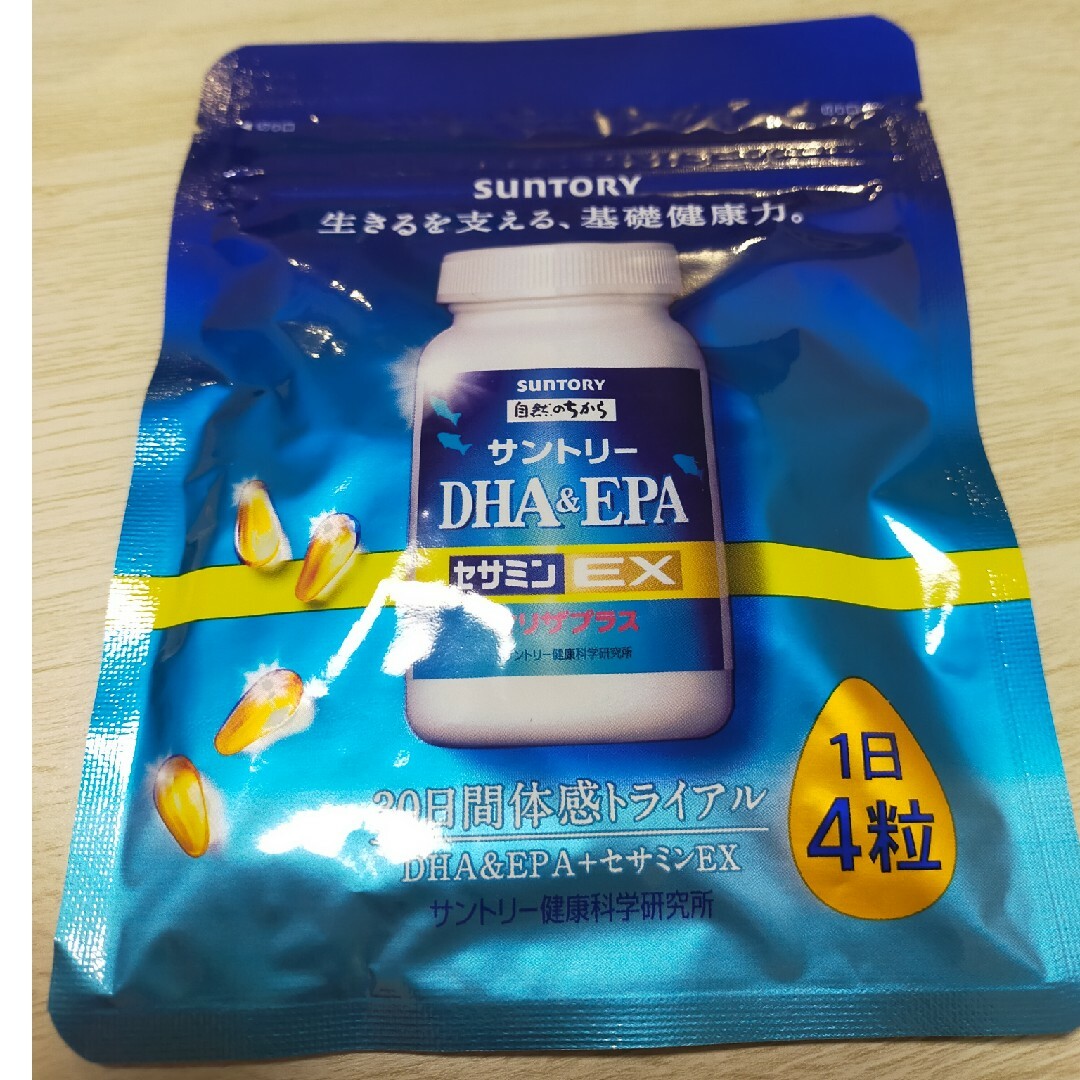 SUNTORY
生きるを支える、基礎健康力。
SUNTORY
自然のちから
サントリー
DHA&EPA
セサミンEX
リザプラス
サントリー健康科学研究所
30日間体感トライアル
DHA&EPA+セサミンEX
サントリー健康科学研究所
1日
4粒